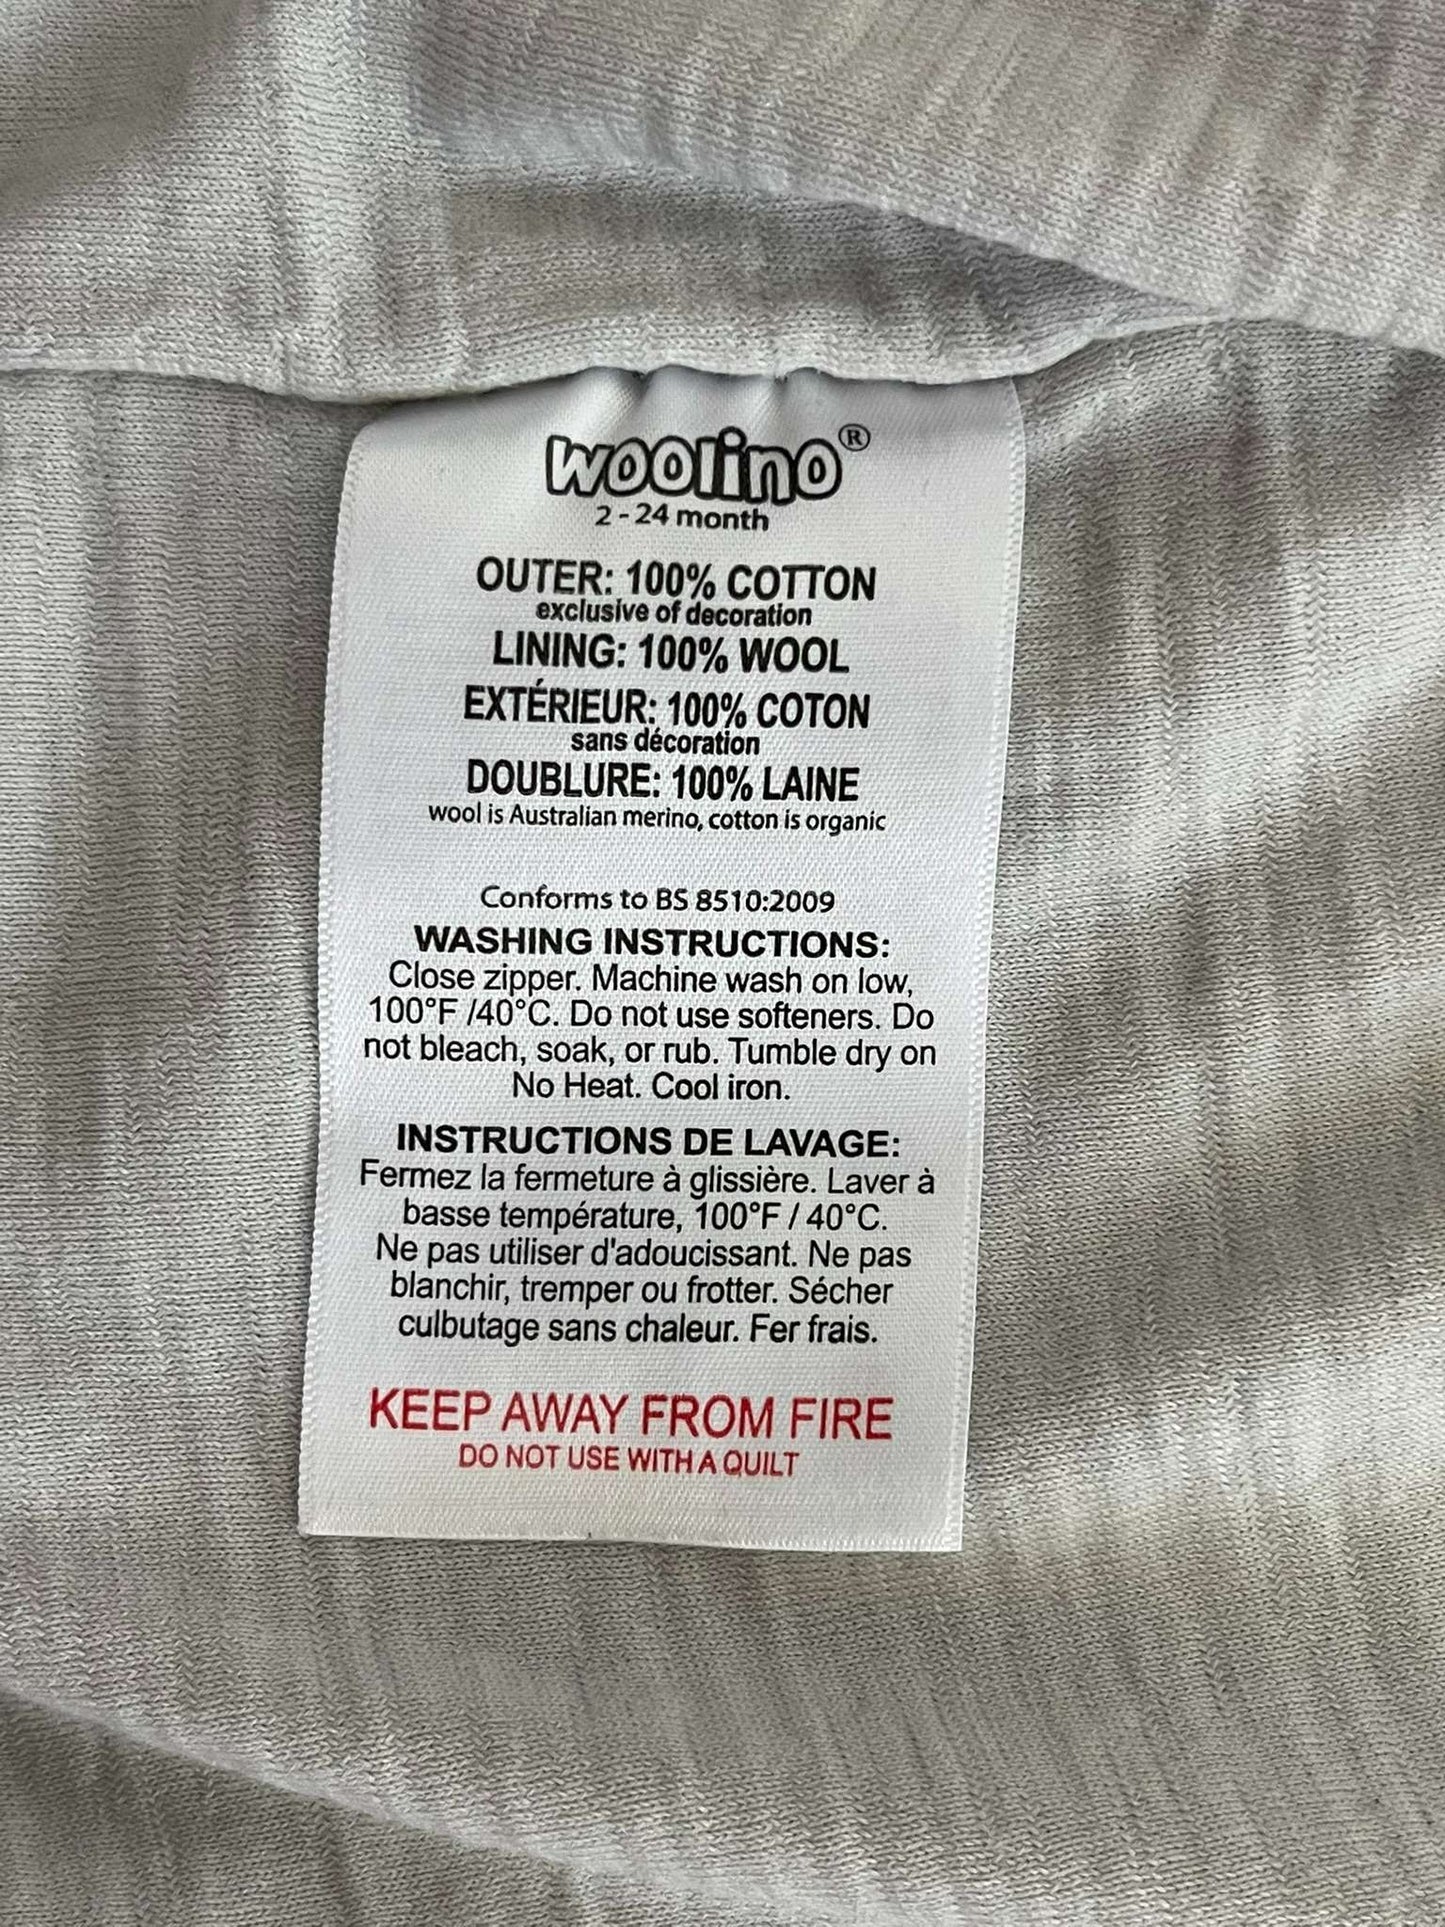 woolino®
2 - 24 month
OUTER: 100% COTTON
exclusive of decoration
LINING: 100% WOOL
EXTÉRIEUR: 100% COTON
sans décoration
DOUBLURE: 100% LAINE
wool is Australian merino, cotton is organic
Conforms to BS 8510:2009
WASHING INSTRUCTIONS:
Close zipper. Machine wash on low,
100°F /40°C. Do not use softeners. Do
not bleach, soak, or rub. Tumble dry on
No Heat. Cool iron.
INSTRUCTIONS DE LAVAGE:
Fermez la fermeture à glissière. Laver à
basse température, 100°F / 40°C.
Ne pas utiliser d'adoucissant. Ne pas
blanchir, tremper ou frotter. Sécher
culbutage sans chaleur. Fer frais.
KEEP AWAY FROM FIRE
DO NOT USE WITH A QUILT